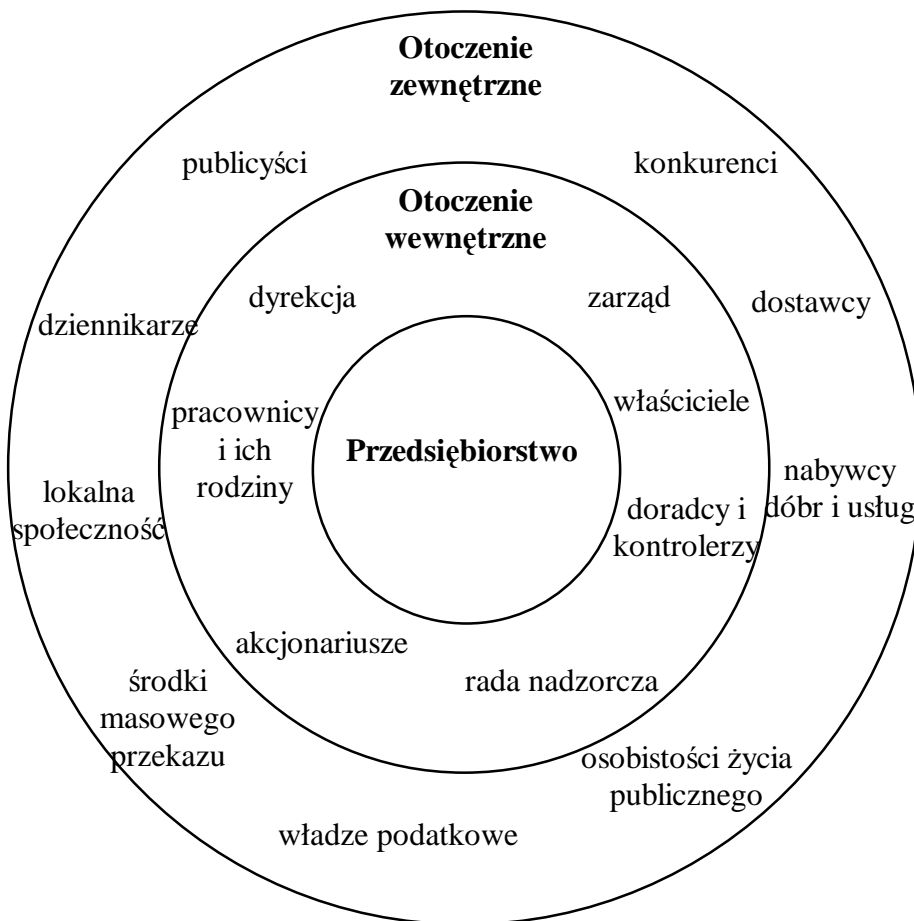 Otoczenie
zewnętrzne
publicyści
konkurenci
Otoczenie
wewnętrzne
dyrekcja
zarząd
dziennikarze
dostawcy
pracownicy
i ich
rodziny
właściciele
Przedsiębiorstwo
lokalna
społeczność
doradcy i
kontrolerzy
nabywcy
dóbr i usług
akcjonariusze
rada nadzorcza
środki
masowego
przekazu
osobistości życia
publicznego
władze podatkowe